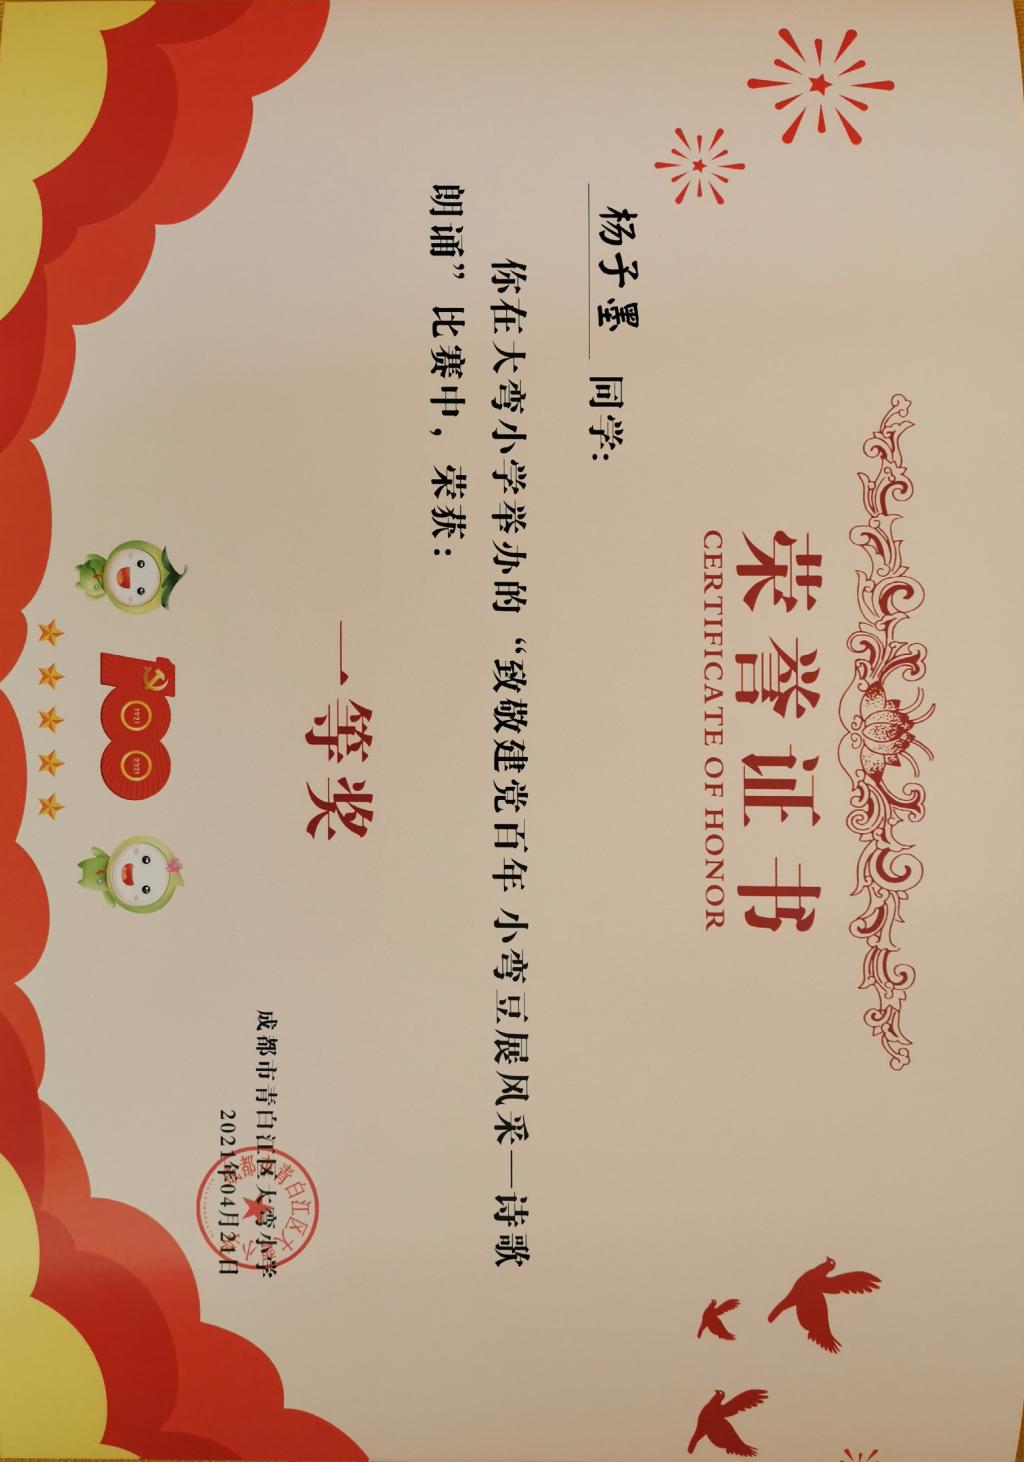 荣誉证书
CERTIFICATE OF HONOR
杨子墨 同学:
你在大弯小学举办的“致敬建党百年 小弯豆展风采—诗歌
朗诵”比赛中，荣获：
一等奖
100
1921
2021
成都市青白江区大弯小学
2021年04月21日